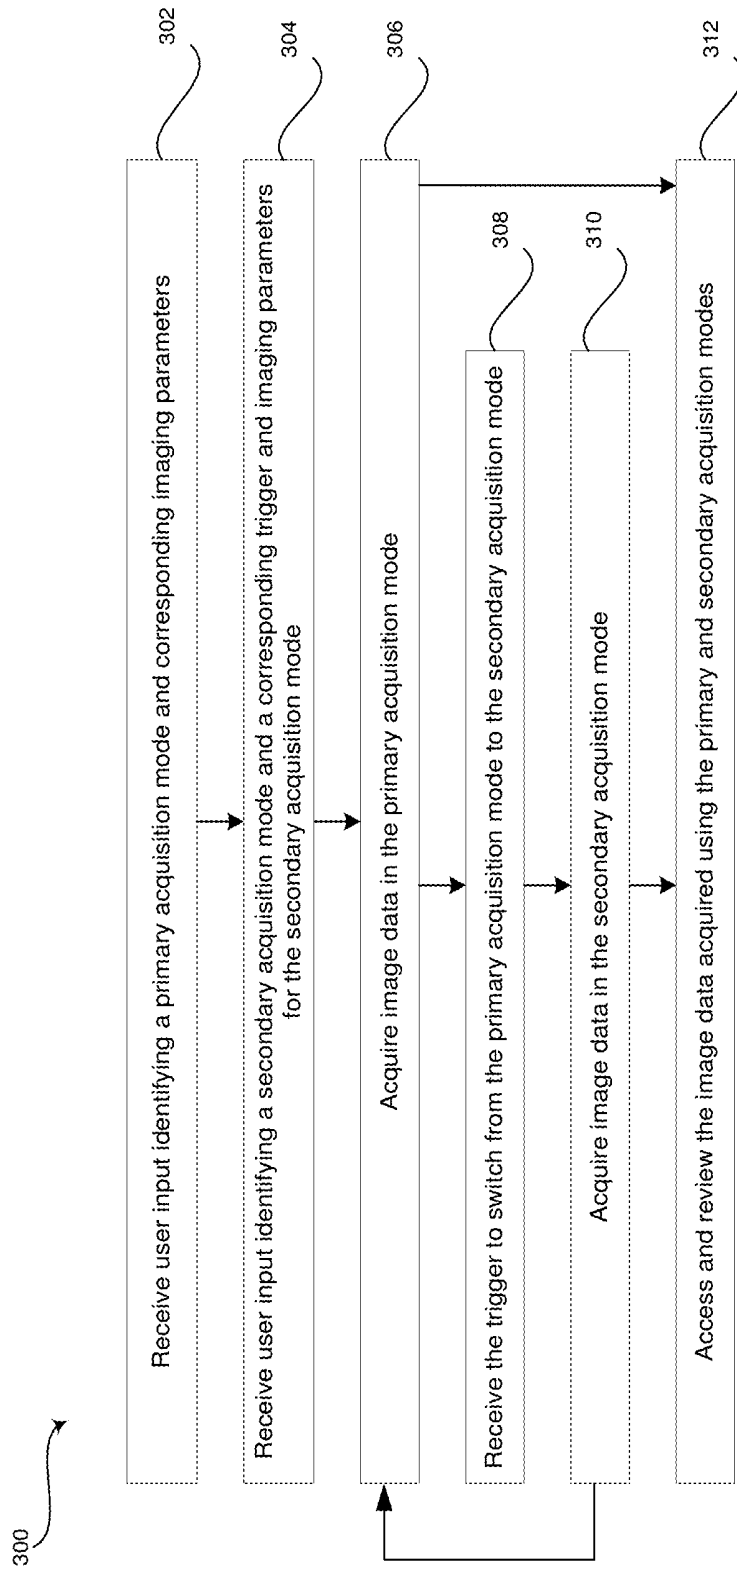 300
302
Receive user input identifying a primary acquisition mode and corresponding imaging parameters
304
Receive user input identifying a secondary acquisition mode and a corresponding trigger and imaging parameters
for the secondary acquisition mode
306
Acquire image data in the primary acquisition mode
308
Receive the trigger to switch from the primary acquisition mode to the secondary acquisition mode
310
Acquire image data in the secondary acquisition mode
312
Access and review the image data acquired using the primary and secondary acquisition modes